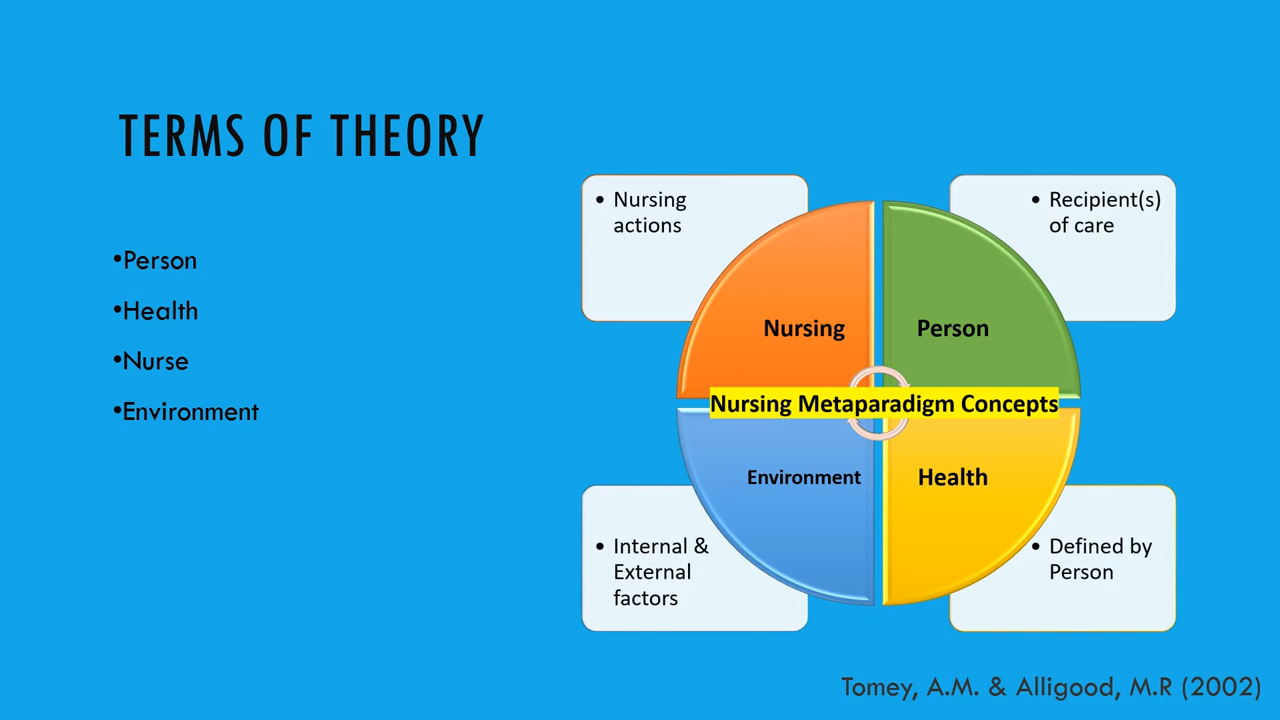 TERMS OF THEORY
•Person
•Health
•Nurse
•Environment
• Nursing
actions
• Recipient(s)
of care
Nursing
Person
Nursing Metaparadigm Concepts
Environment
Health
• Internal &
External
factors
• Defined by
Person
Tomey, A.M. & Alligood, M.R (2002)